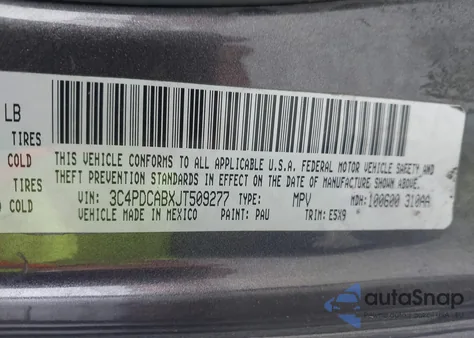 LB
TIRES
COLD
TIRES
COLD
THIS VEHICLE CONFORMS TO ALL APPLICABLE U.S.A. FEDERAL MOTOR VEHICLE SAFETY AND
THEFT PREVENTION STANDARDS IN EFFECT ON THE DATE OF MANUFACTURE SHOWN ABOVE.
VIN: 3C4PDCABXJT509277 TYPE: MPV MDH: 100600 3109A
VEHICLE MADE IN MEXICO PAINT: PAU TRIM: E5X9
autaSnap